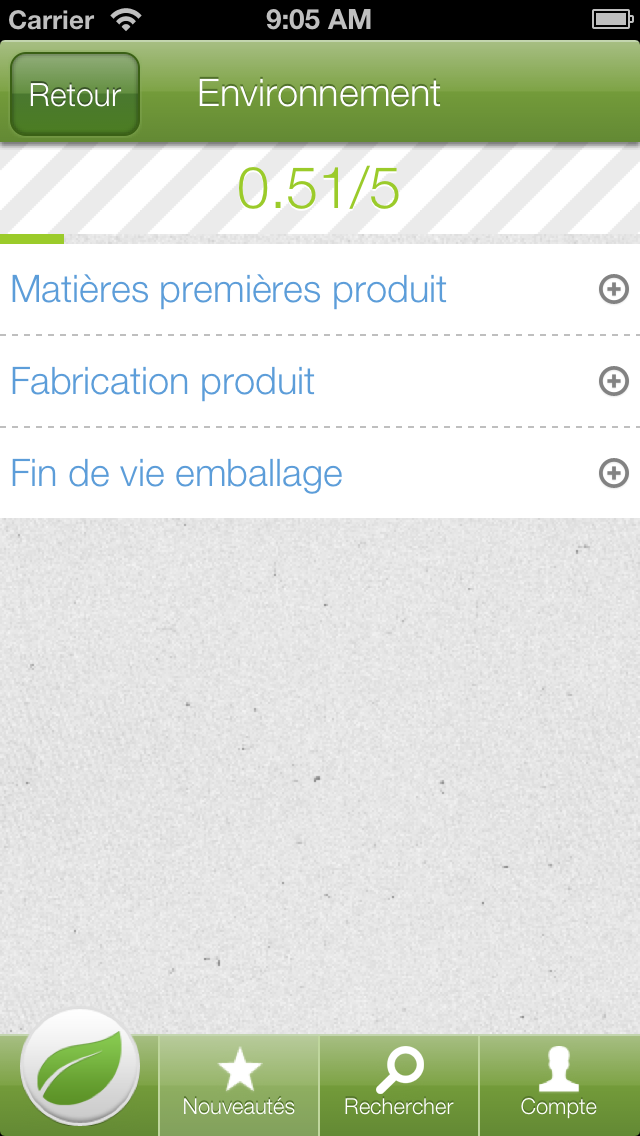 Carrier 9:05 AM
Retour Environnement
0.51/5
Matières premières produit
Fabrication produit
Fin de vie emballage
Nouveautés Rechercher Compte